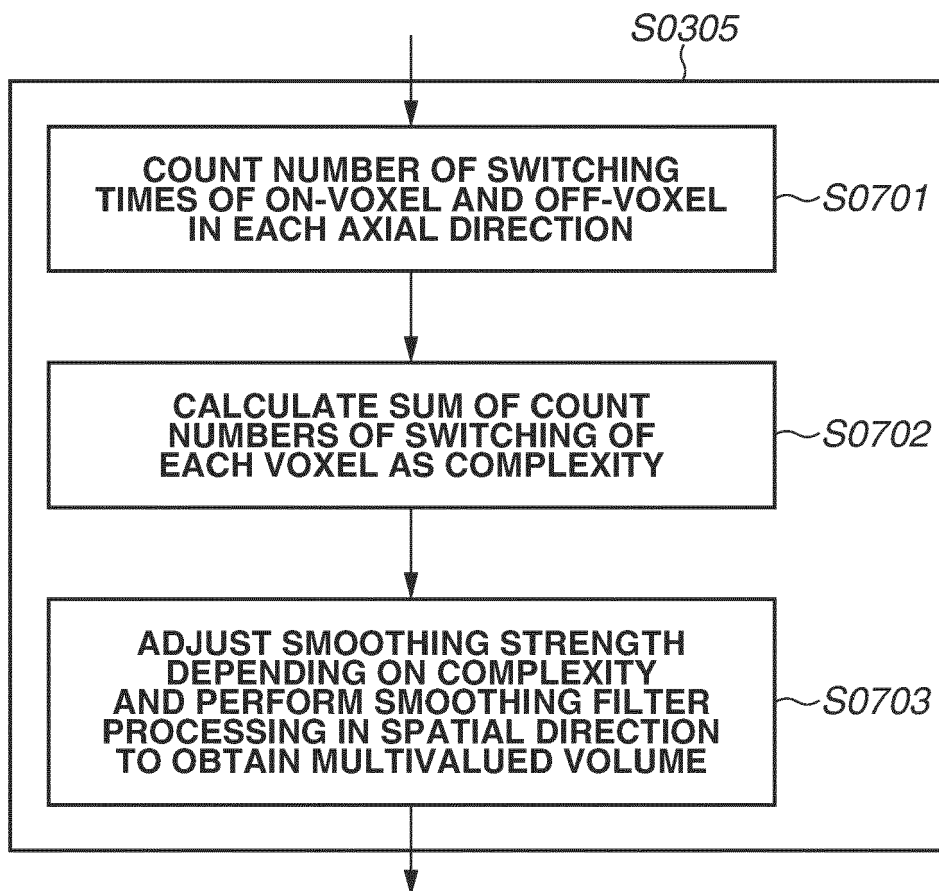 S0305
COUNT NUMBER OF SWITCHING
TIMES OF ON-VOXEL AND OFF-VOXEL
IN EACH AXIAL DIRECTION
S0701
CALCULATE SUM OF COUNT
NUMBERS OF SWITCHING OF
EACH VOXEL AS COMPLEXITY
S0702
ADJUST SMOOTHING STRENGTH
DEPENDING ON COMPLEXITY
AND PERFORM SMOOTHING FILTER
PROCESSING IN SPATIAL DIRECTION
TO OBTAIN MULTIVALUED VOLUME
S0703